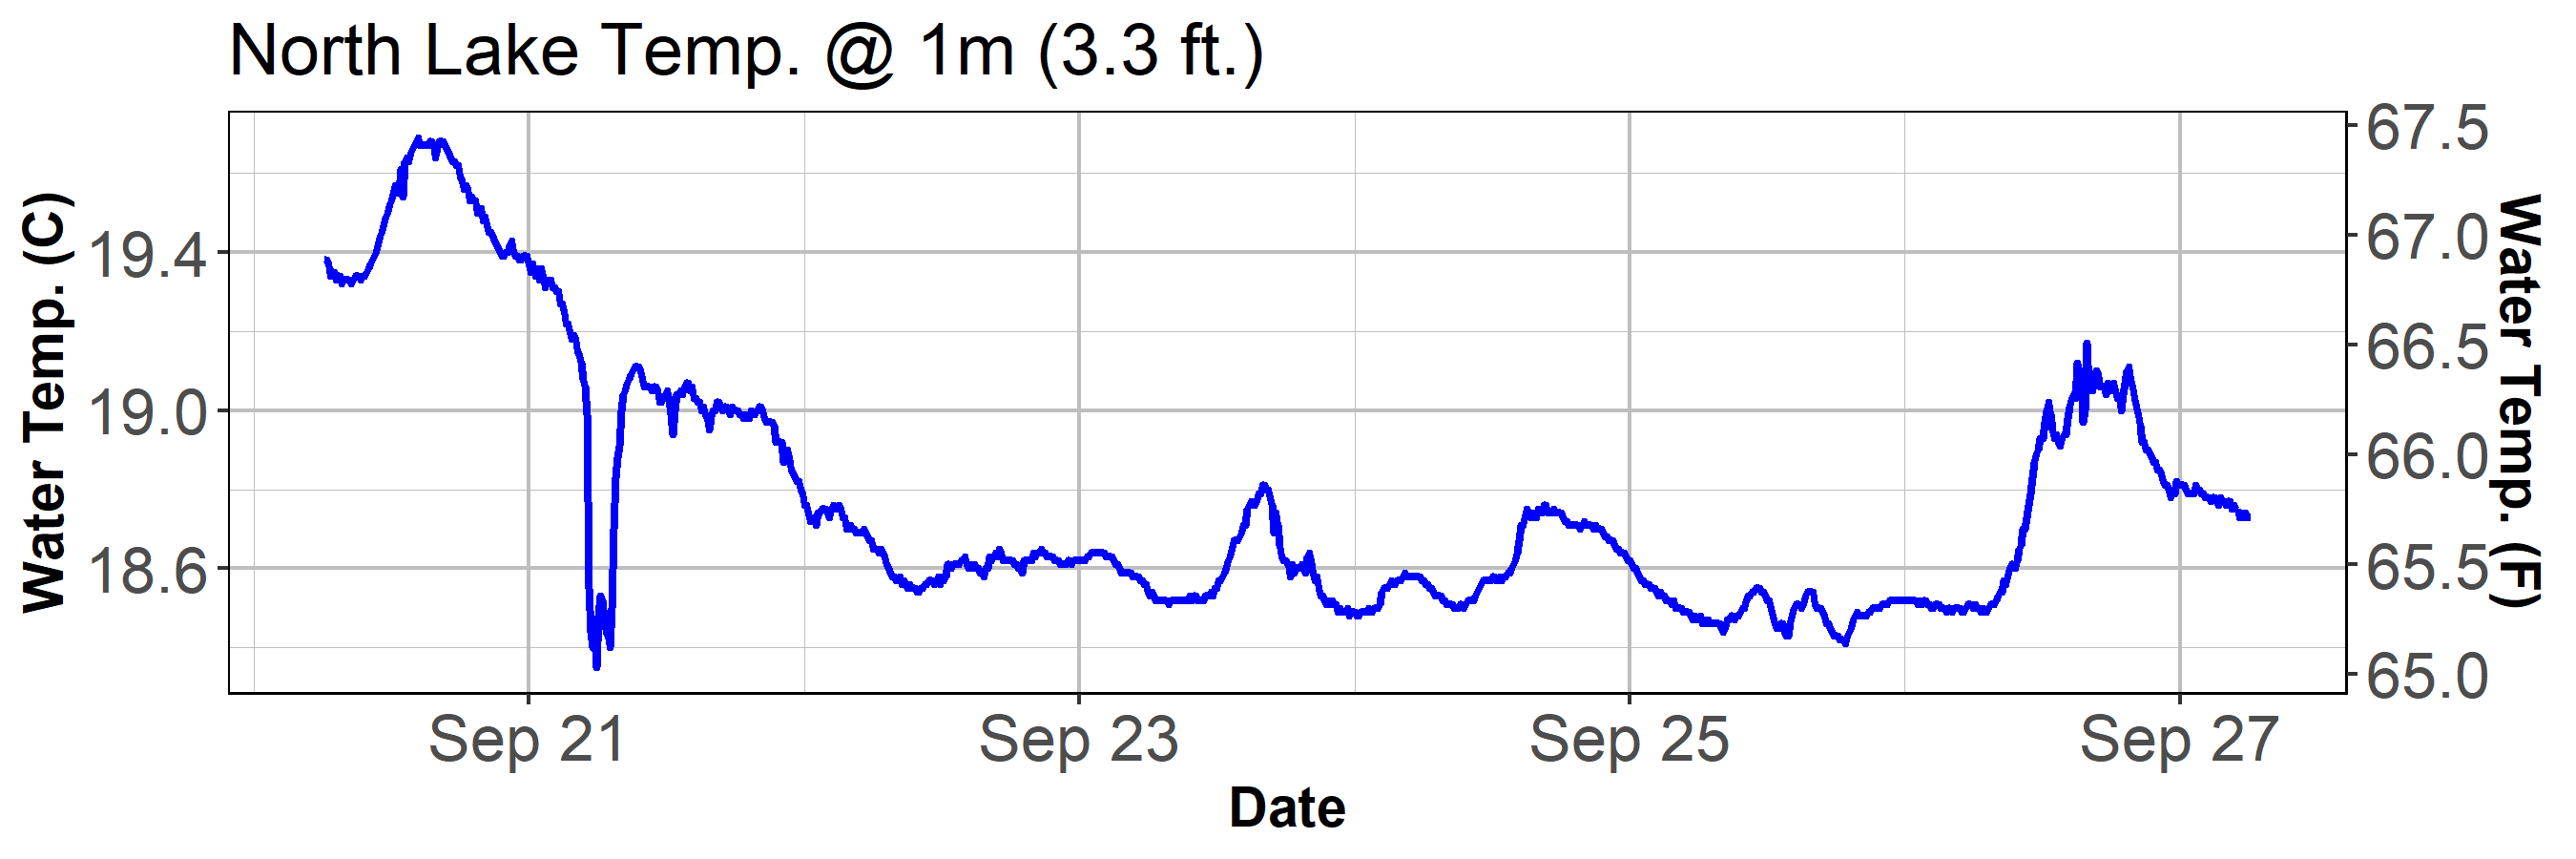 North Lake Temp. @ 1m (3.3 ft.)
Water Temp. (C)
19.4
19.0
18.6
67.5
67.0
66.5
66.0
65.5
65.0
Water Temp. (F)
Sep 21 Sep 23 Sep 25 Sep 27
Date